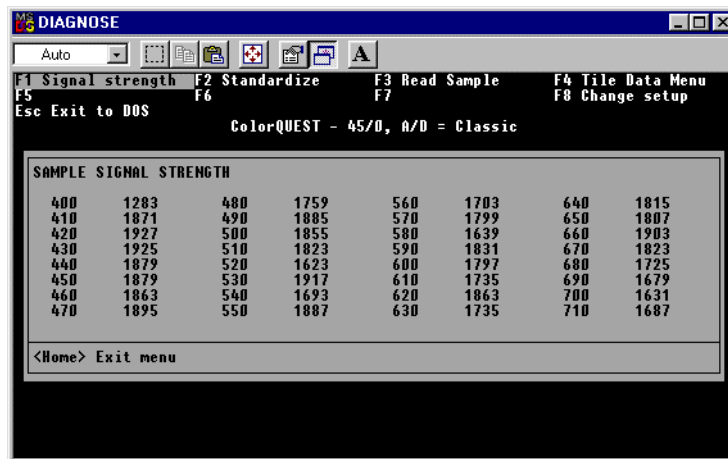 DIAGNOSE
Auto
A
F1 Signal strength F2 Standardize F3 Read Sample F4 Tile Data Menu
F5 F6 F7 F8 Change setup
Esc Exit to DOS
ColorQUEST - 45/0, A/D = Classic
SAMPLE SIGNAL STRENGTH
400 1283 480 1759 560 1703 640 1815
410 1871 490 1885 570 1799 650 1807
420 1927 500 1855 580 1639 660 1903
430 1925 510 1823 590 1831 670 1823
440 1879 520 1623 600 1797 680 1725
450 1879 530 1917 610 1735 690 1679
460 1863 540 1693 620 1863 700 1631
470 1895 550 1887 630 1735 710 1687
<Home> Exit menu